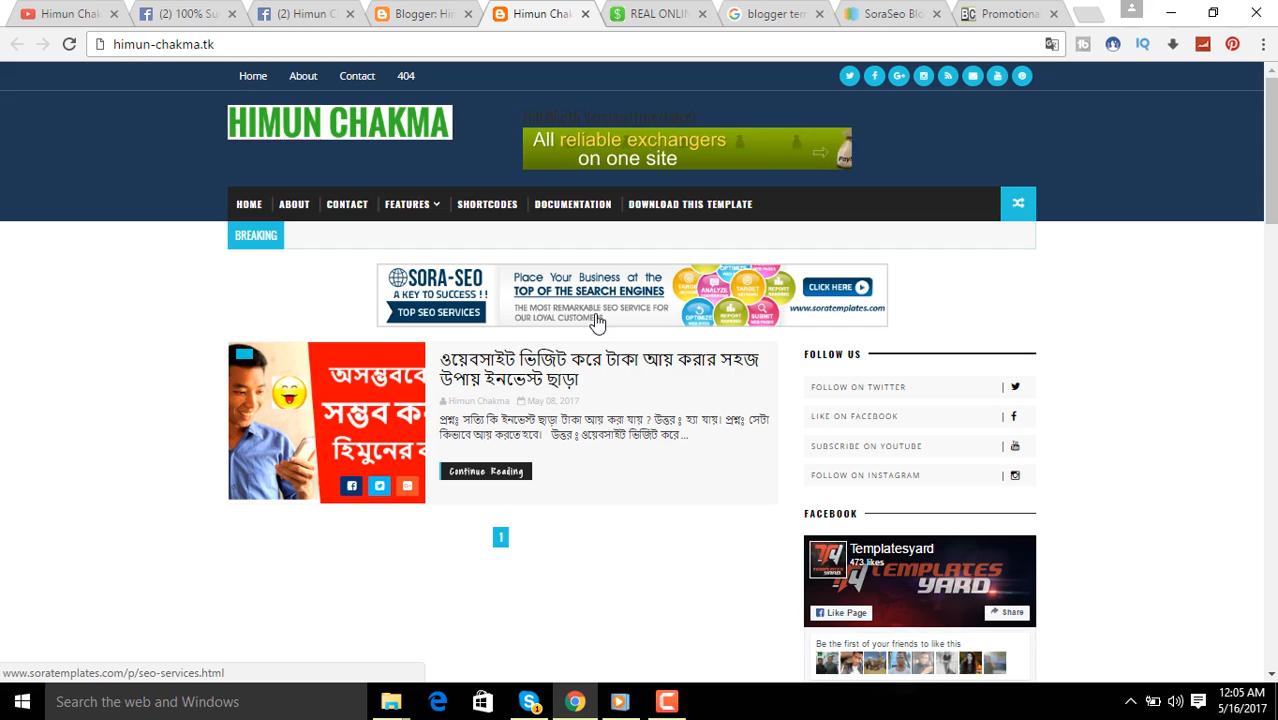 Himun Chak
(2) 100% Su
(2) Himun C
Blogger: Him
Himun Chak
REAL ONLIN
blogger tem
SoraSeo Blo
Promotiona
himun-chakma.tk
Home About Contact 404
HIMUN CHAKMA
All reliable exchangers
on one site
HOME ABOUT CONTACT FEATURES SHORTCODES DOCUMENTATION DOWNLOAD THIS TEMPLATE
BREAKING
SORA-SEO
A KEY TO SUCCESS !!
TOP SEO SERVICES
Place Your Business at the
TOP OF THE SEARCH ENGINES
THE MOST REMARKABLE SEO SERVICE FOR
OUR LOYAL CUSTOMERS
CLICK HERE
www.soratemplates.com
অসম্ভবকে
সম্ভব ক
হিমুনের ক
ওয়েবসাইট ভিজিট করে টাকা আয় করার সহজ
উপায় ইনভেস্ট ছাড়া
Himun Chakma May 08, 2017
প্রশ্নঃ সত্যি কি ইনভেস্ট ছাড়া টাকা আয় করা যায় ? উত্তর ঃ হ্যা যায়। প্রশ্নঃ সেটা
কিভাবে আয় করতে হবে। উত্তর ঃ ওয়েবসাইট ভিজিট করে ...
Continue Reading
1
FOLLOW US
FOLLOW ON TWITTER |
LIKE ON FACEBOOK |
SUBSCRIBE ON YOUTUBE |
FOLLOW ON INSTAGRAM |
FACEBOOK
Templatesyard
473 likes
TEMPLATES
YARD
Like Page
Share
Be the first of your friends to like this
www.soratemplates.com/p/seo-services.html
Search the web and Windows
12:05 AM
5/16/2017